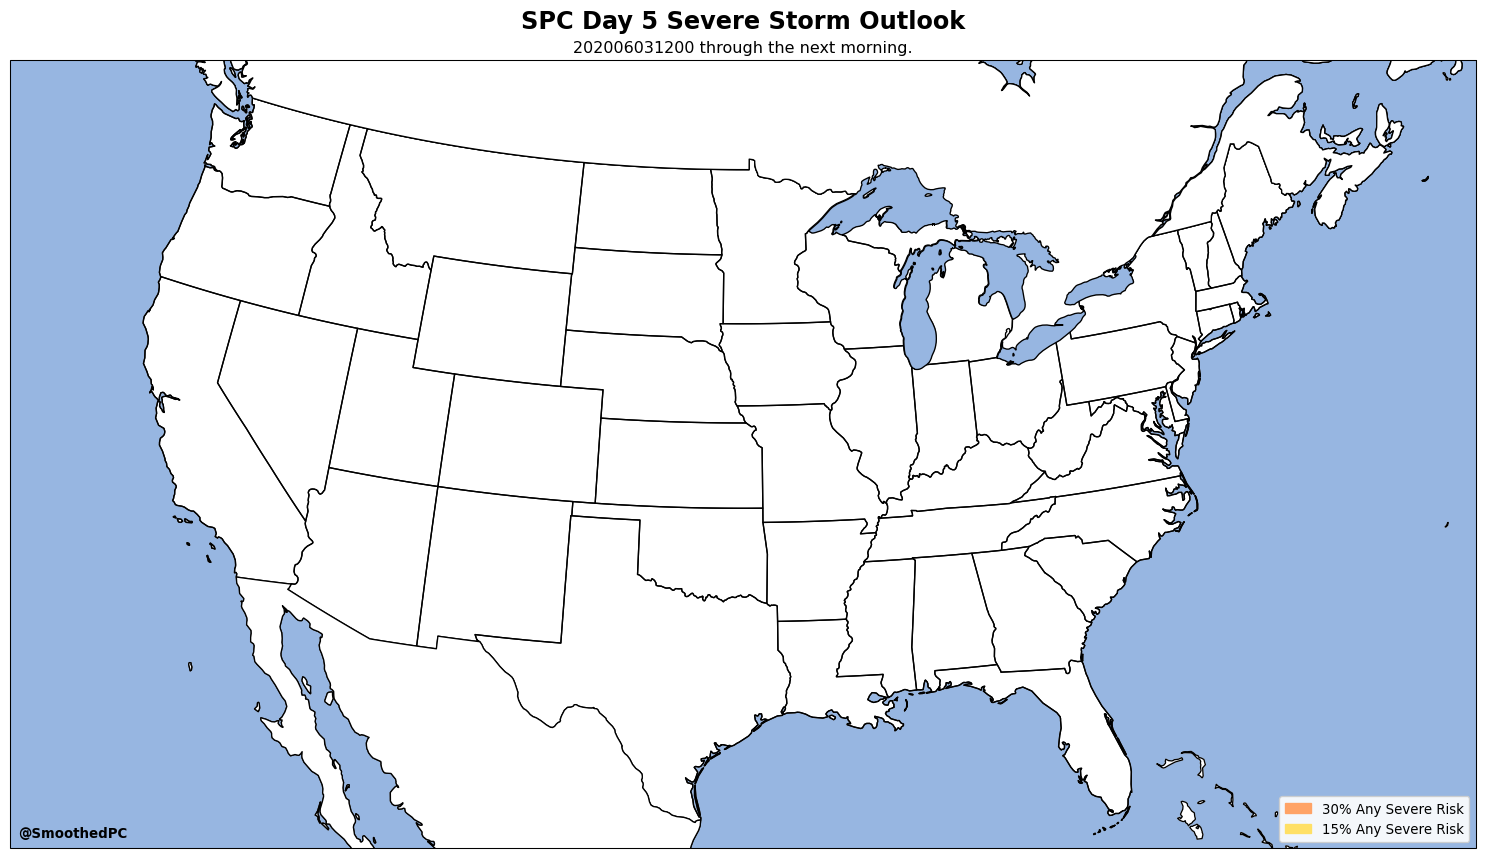 SPC Day 5 Severe Storm Outlook
202006031200 through the next morning.
30% Any Severe Risk
15% Any Severe Risk
@SmoothedPC